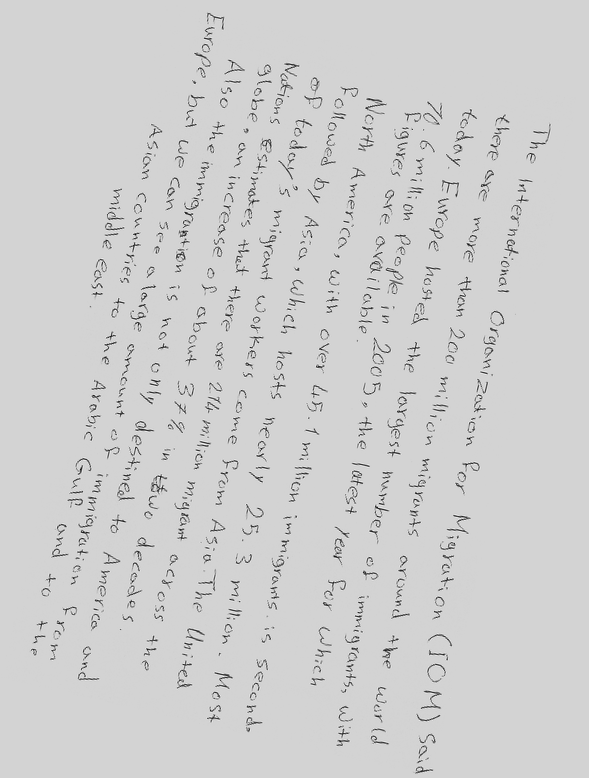 The International Organization for Migration (IOM) Said
there are more than 200 million migrants around the world
today. Europe hosted the largest number of immigrants, with
70.6 million people in 2005, the latest year for which
figures are available.
North America, with over 45.1 million immigrants. is second,
followed by Asia, which hosts nearly 25.3 million. Most
of today's migrant workers come from Asia. The United
Nations estimates that there are 214 million migrant across the
globe, an increase of about 37% in two decades.
Also the immigration is not only destined to America and
Europe, but we can see a large amount of immigration from
Asian countries to the Arabic Gulf and to the
middle east.